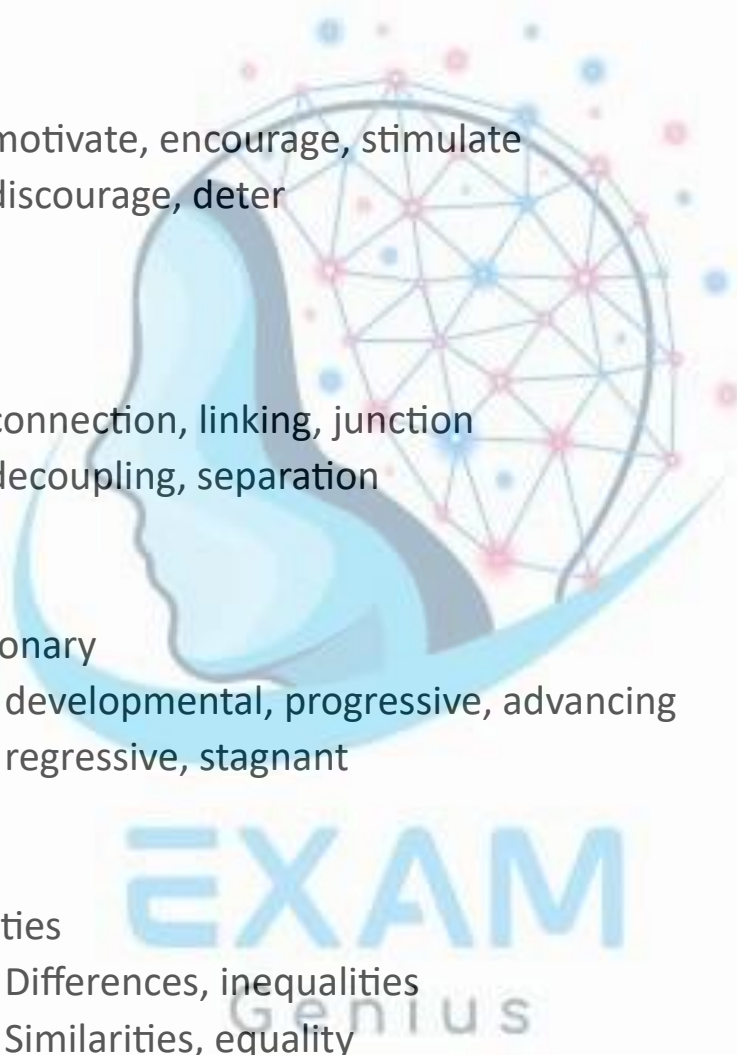 motivate, encourage, stimulate
discourage, deter
connection, linking, junction
decoupling, separation
onary
developmental, progressive, advancing
regressive, stagnant
EXAM
ties
Differences, inequalities
Genius
Similarities, equality